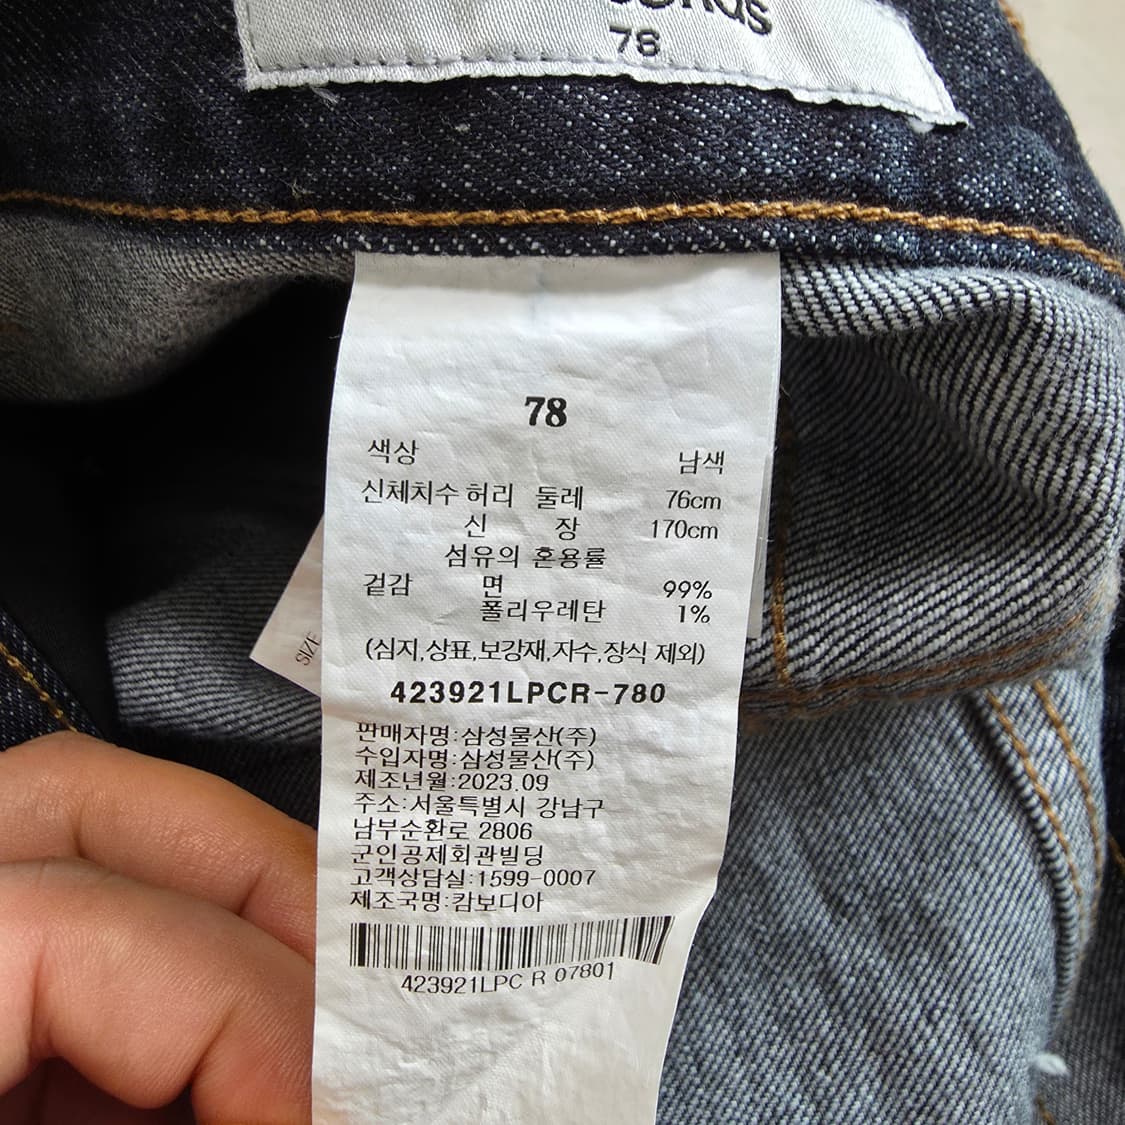 78
78
색상 남색
신체치수 허리 둘레 76cm
신 장 170cm
섬유의 혼용률
겉감 면 99%
폴리우레탄 1%
(심지,상표,보강재,자수,장식 제외)
423921LPCR-780
판매자명:삼성물산(주)
수입자명:삼성물산(주)
제조년월:2023.09
주소:서울특별시 강남구
남부순환로 2806
군인공제회관빌딩
고객상담실:1599-0007
제조국명:캄보디아
423921LPC R 07801
SIZE